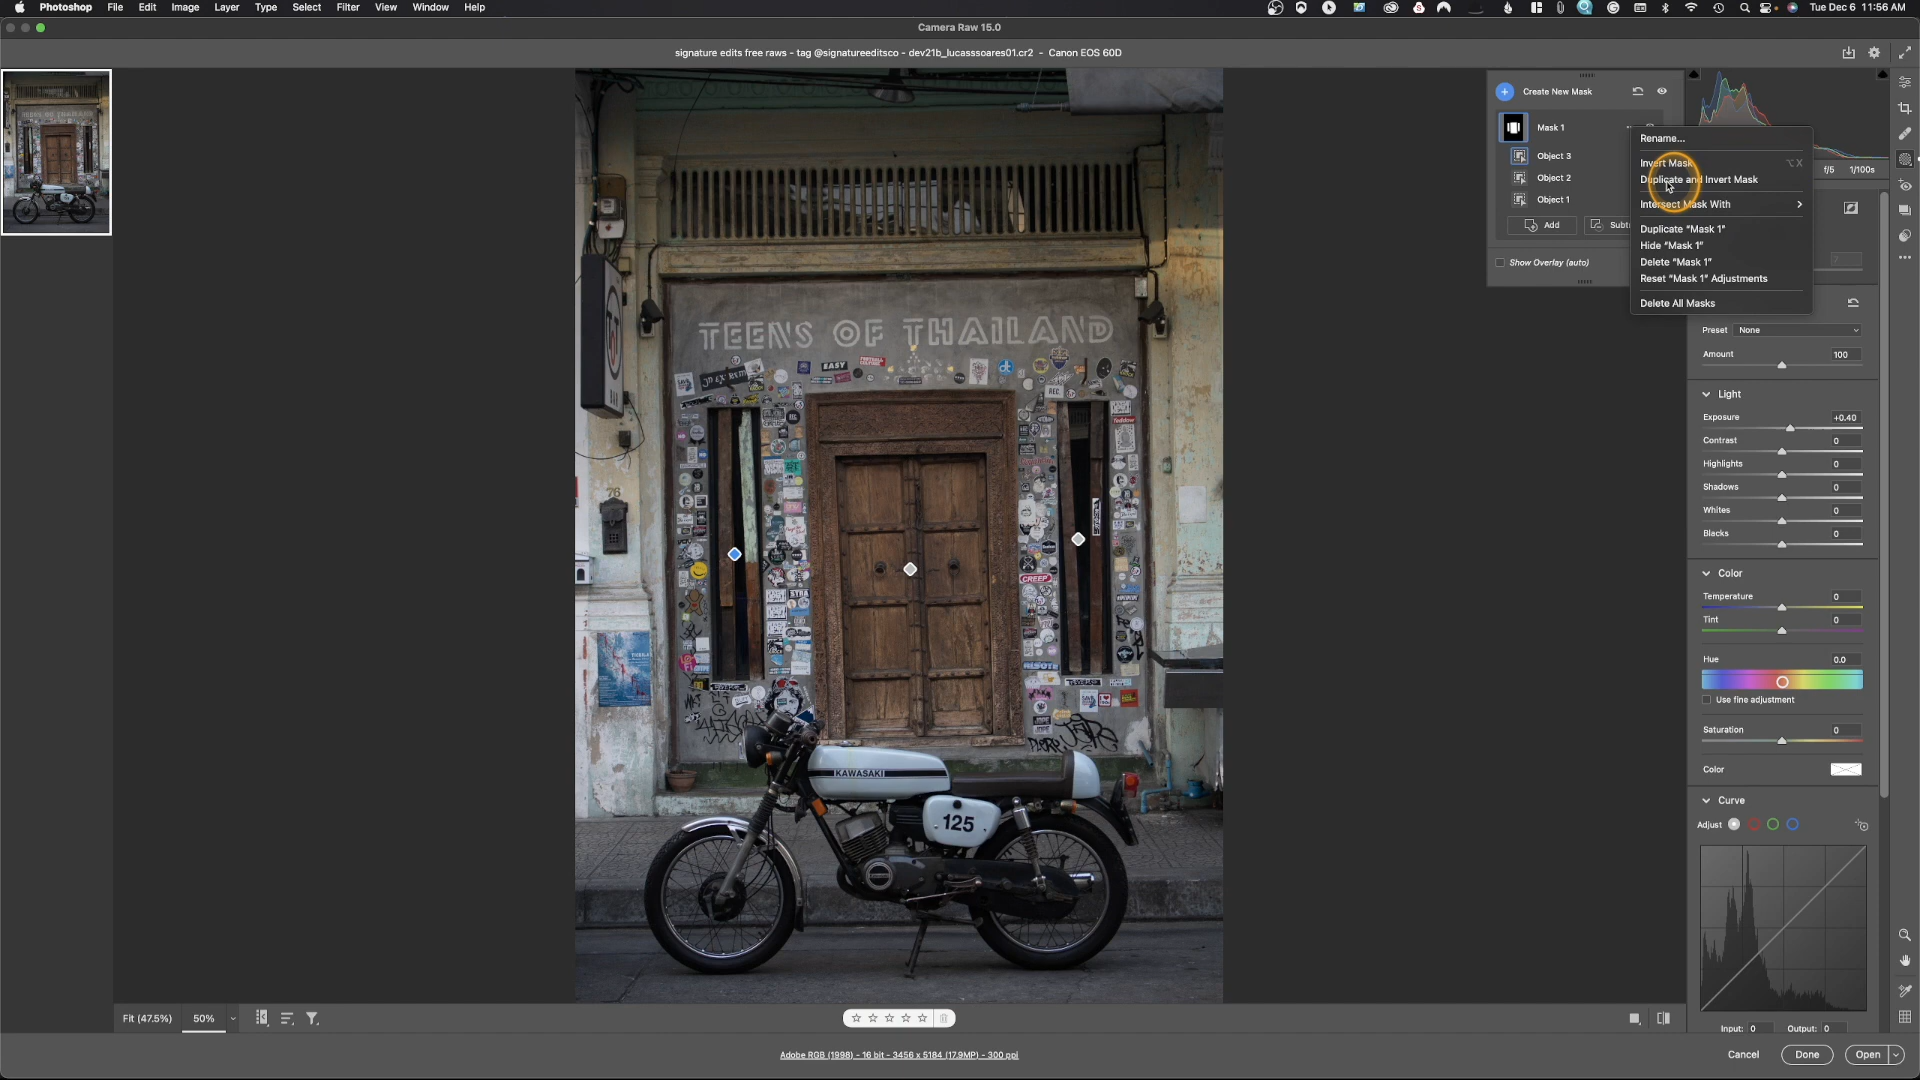 Photoshop File Edit Image Layer Type Select Filter View Window Help
Tue Dec 6 11:56 AM
Camera Raw 15.0
signature edits free raws - tag @signatureeditsco - dev21b_lucasssoares01.cr2 - Canon EOS 60D
Create New Mask
Mask 1
Object 3
Object 2
Object 1
Add
Show Overlay (auto)
Rename...
Invert Mask ⌥X
Duplicate and Invert Mask
Intersect Mask With
Duplicate "Mask 1"
Hide "Mask 1"
Delete "Mask 1"
Reset "Mask 1" Adjustments
Delete All Masks
f/5 1/100s
2
Preset None
Amount 100
Light
Exposure +0.40
Contrast 0
Highlights 0
Shadows 0
Whites 0
Blacks 0
Color
Temperature 0
Tint 0
Hue 0.0
Use fine adjustment
Saturation 0
Color
Curve
Adjust
Input: 0 Output: 0
TEENS OF THAILAND
EASY
REC.
76
CREEP
STRA
KAWASAKI
125
Fit (47.5%) 50%
Adobe RGB (1998) - 16 bit - 3456 x 5184 (17.9MP) - 300 ppi
Cancel Done Open